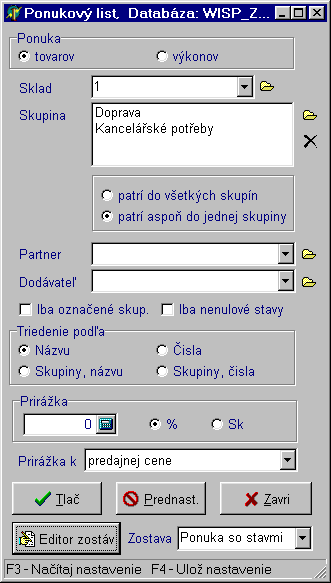 Ponukový list,  Databáza: WISP_Z...
Ponuka
tovarov  výkonov
Sklad  1
Skupina  Doprava
Kancelářské potřeby
patrí do všetkých skupín
patrí aspoň do jednej skupiny
Partner
Dodávateľ
Iba označené skup.  Iba nenulové stavy
Triedenie podľa
Názvu  Čisla
Skupiny, názvu  Skupiny, čisla
Prirážka
0  %  Sk
Prirážka k  predajnej cene
Tlač  Prednast.  Zavri
Editor zostáv  Zostava  Ponuka so stavmi
F3 - Načítaj nastavenie  F4 - Ulož nastavenie